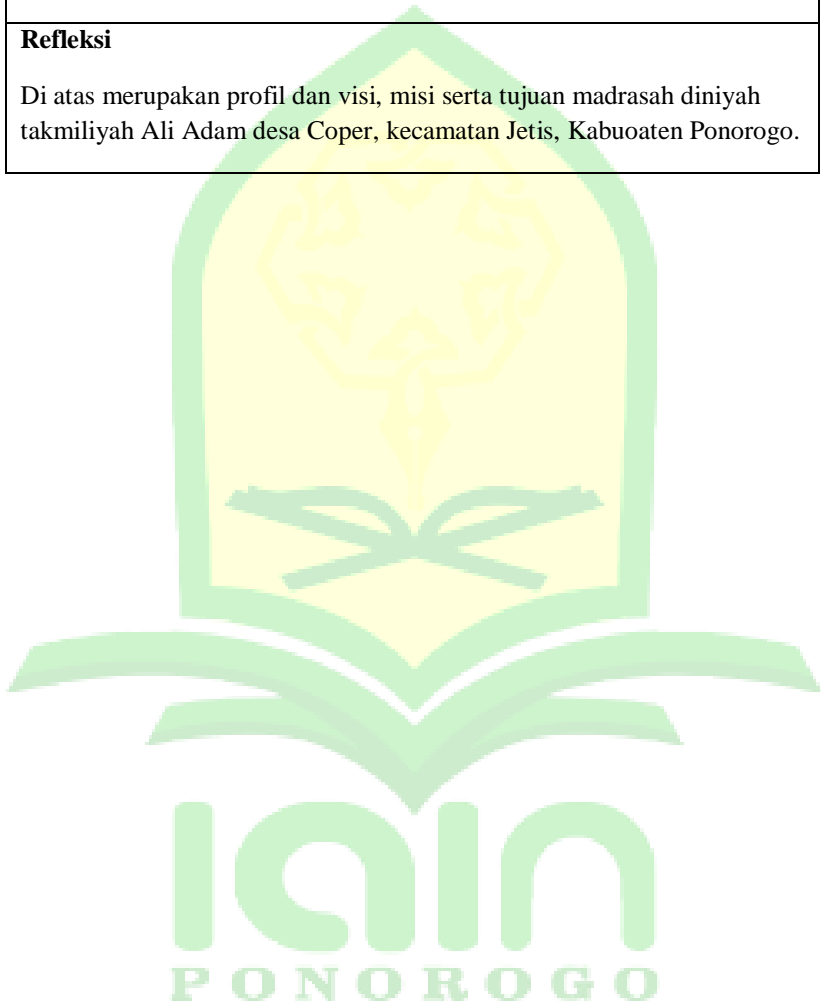 Refleksi
Di atas merupakan profil dan visi, misi serta tujuan madrasah diniyah
takmiliyah Ali Adam desa Coper, kecamatan Jetis, Kabuoaten Ponorogo.
iain
PONOROGO